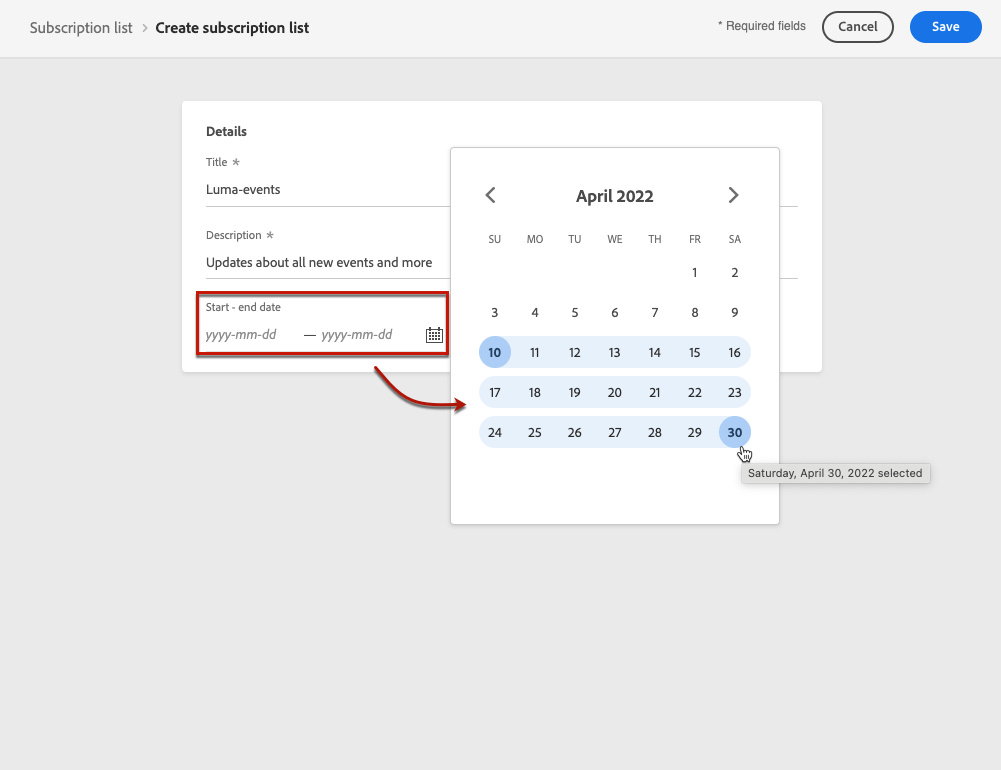 Subscription list > Create subscription list
* Required fields
Cancel
Save
Details
Title *
Luma-events
Description *
Updates about all new events and more
Start - end date
yyyy-mm-dd — yyyy-mm-dd
April 2022
SU MO TU WE TH FR SA
1 2
3 4 5 6 7 8 9
10 11 12 13 14 15 16
17 18 19 20 21 22 23
24 25 26 27 28 29 30
Saturday, April 30, 2022 selected